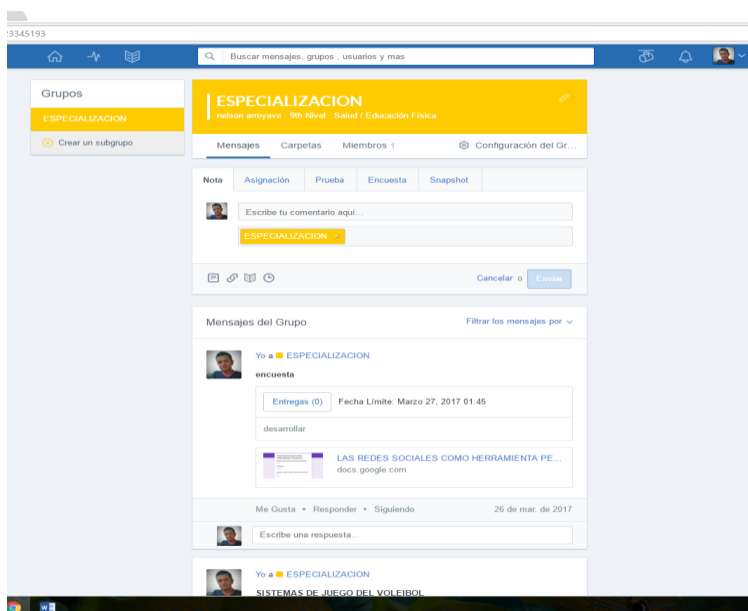 23345193
Buscar mensajes, grupos , usuarios y mas
Grupos
ESPECIALIZACION
Crear un subgrupo
ESPECIALIZACION
nelson arroyave · 9th Nivel · Salud / Educación Física
Mensajes Carpetas Miembros 1 Configuración del Gr...
Nota Asignación Prueba Encuesta Snapshot
Escribe tu comentario aquí...
ESPECIALIZACION
Cancelar o Enviar
Mensajes del Grupo Filtrar los mensajes por
Yo a ESPECIALIZACION
encuesta
Entregas (0) Fecha Límite: Marzo 27, 2017 01:45
desarrollar
LAS REDES SOCIALES COMO HERRAMIENTA PE...
docs.google.com
Me Gusta • Responder • Siguiendo 26 de mar. de 2017
Escribe una respuesta...
Yo a ESPECIALIZACION
SISTEMAS DE JUEGO DEL VOLEIBOL